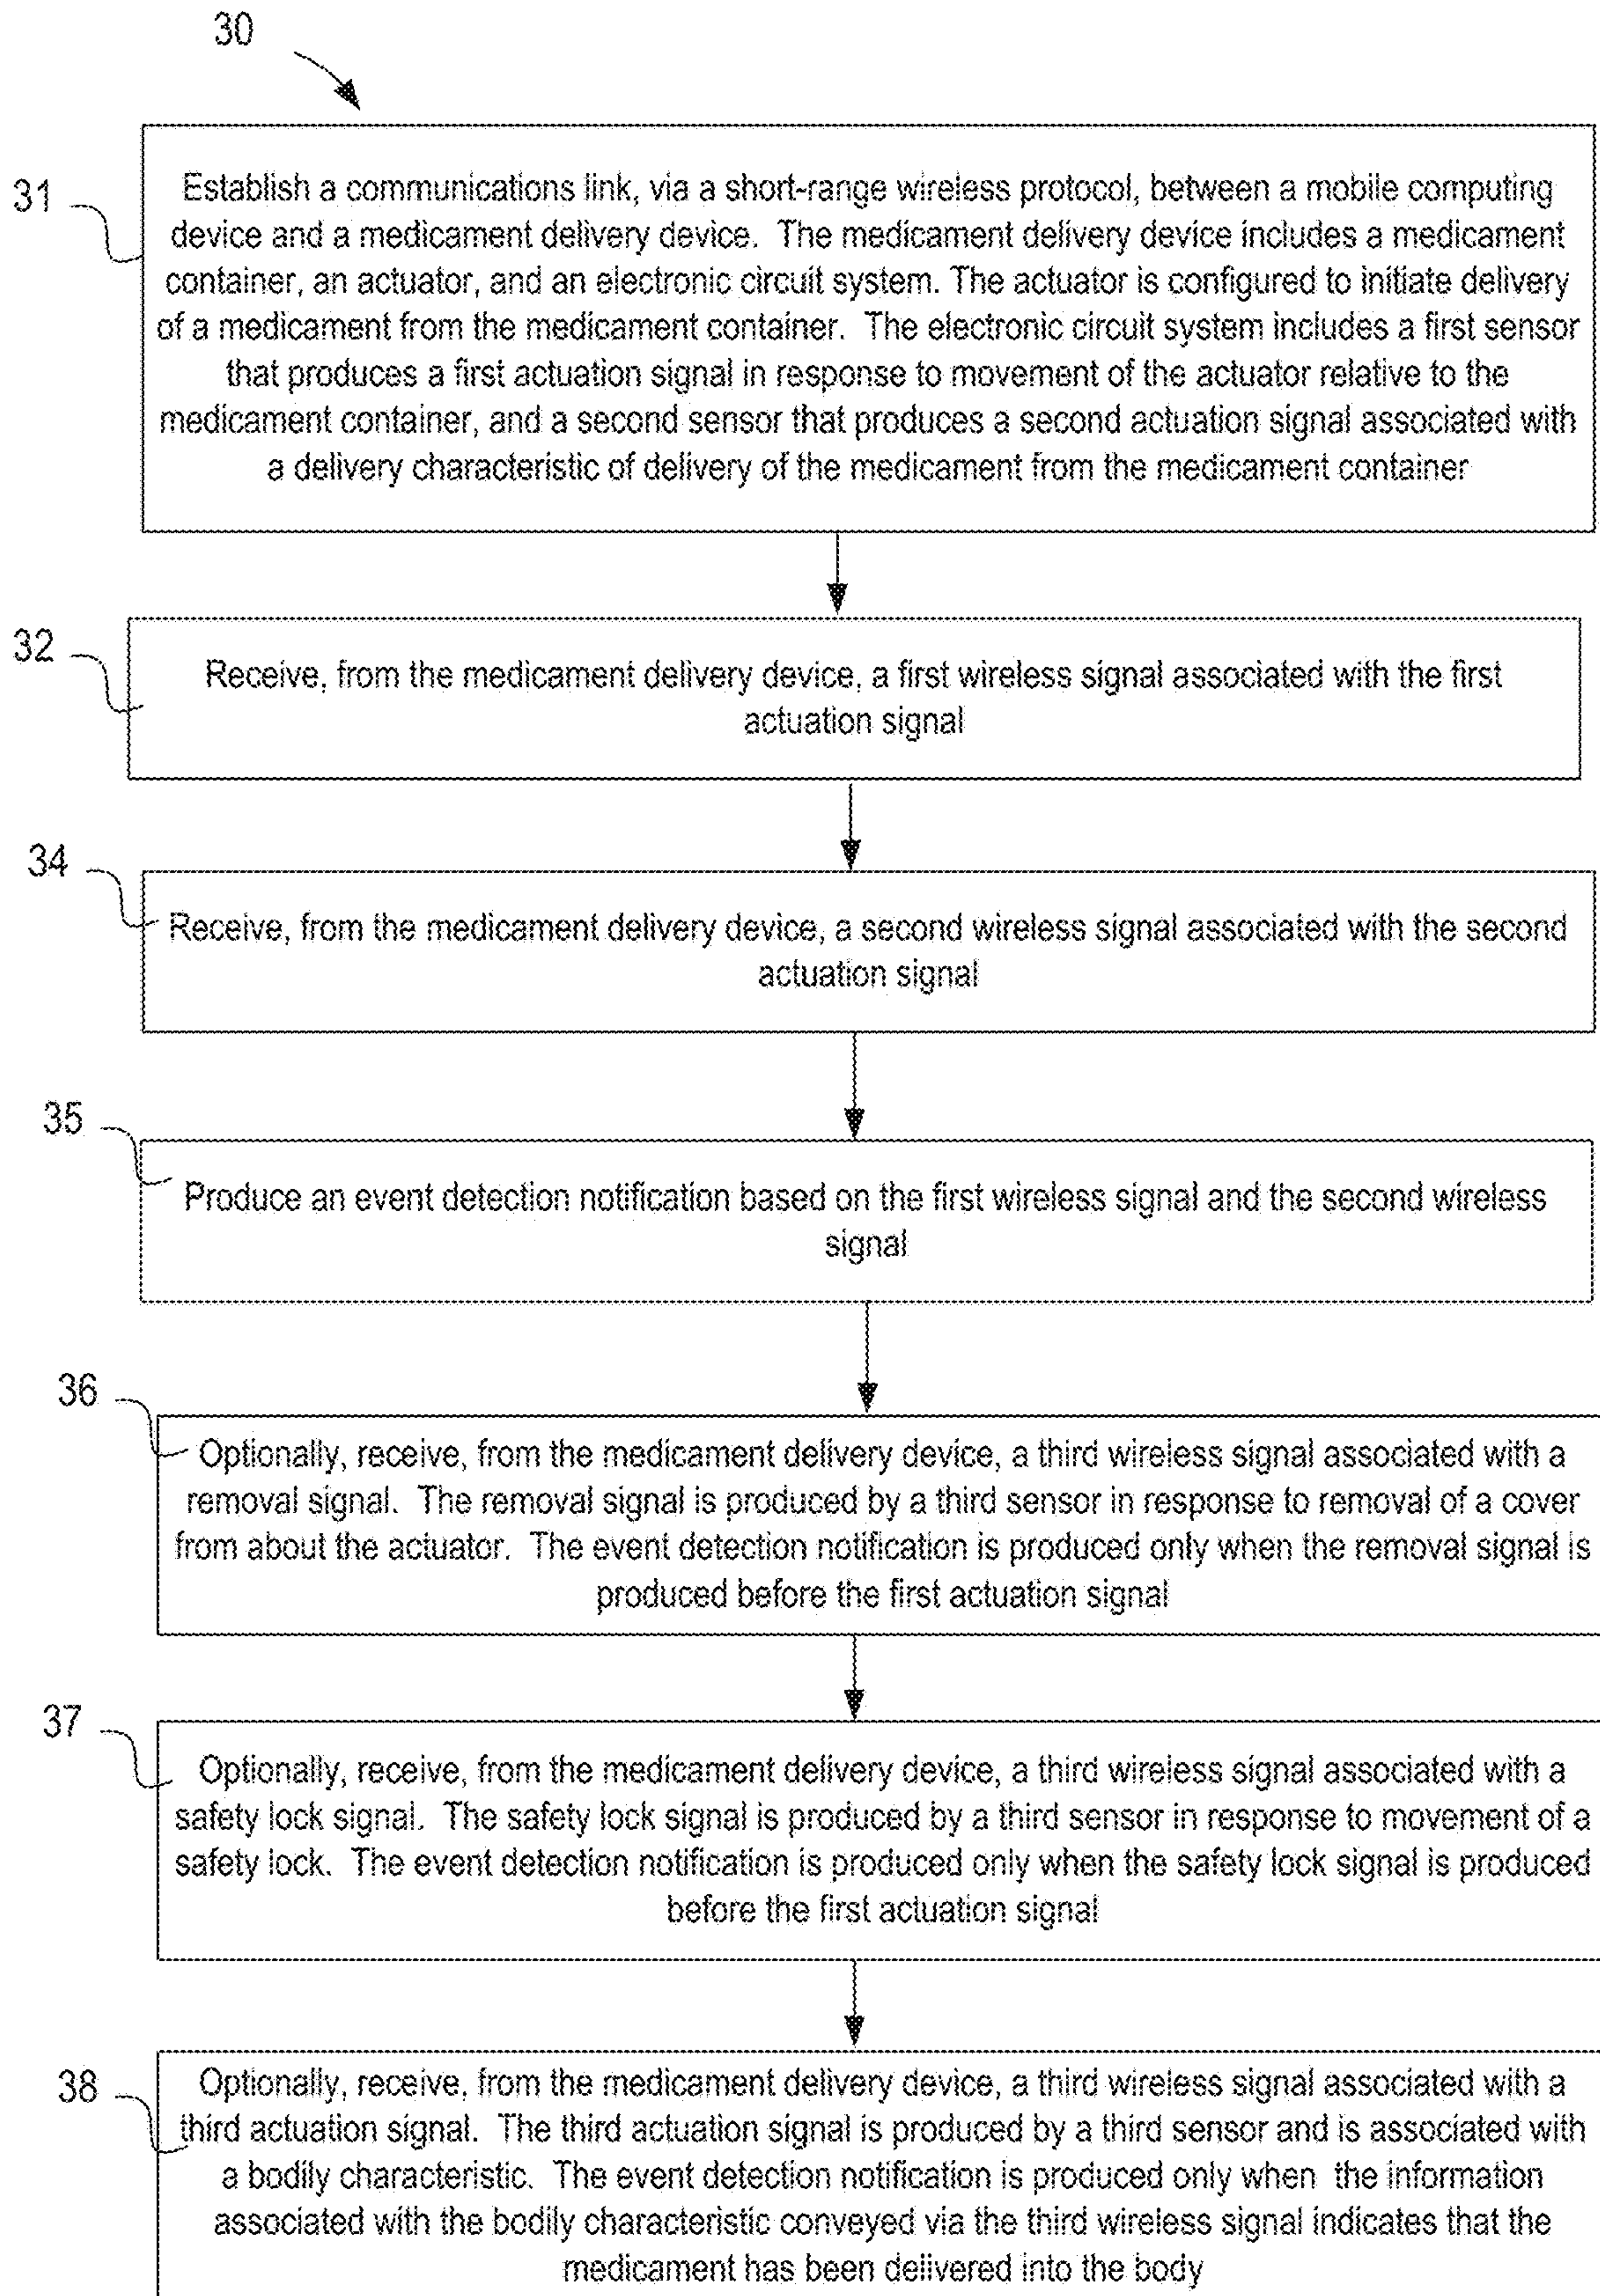 30
31
Establish a communications link, via a short-range wireless protocol, between a mobile computing
device and a medicament delivery device. The medicament delivery device includes a medicament
container, an actuator, and an electronic circuit system. The actuator is configured to initiate delivery
of a medicament from the medicament container. The electronic circuit system includes a first sensor
that produces a first actuation signal in response to movement of the actuator relative to the
medicament container, and a second sensor that produces a second actuation signal associated with
a delivery characteristic of delivery of the medicament from the medicament container
32
Receive, from the medicament delivery device, a first wireless signal associated with the first
actuation signal
34
Receive, from the medicament delivery device, a second wireless signal associated with the second
actuation signal
35
Produce an event detection notification based on the first wireless signal and the second wireless
signal
36
Optionally, receive, from the medicament delivery device, a third wireless signal associated with a
removal signal. The removal signal is produced by a third sensor in response to removal of a cover
from about the actuator. The event detection notification is produced only when the removal signal is
produced before the first actuation signal
37
Optionally, receive, from the medicament delivery device, a third wireless signal associated with a
safety lock signal. The safety lock signal is produced by a third sensor in response to movement of a
safety lock. The event detection notification is produced only when the safety lock signal is produced
before the first actuation signal
38
Optionally, receive, from the medicament delivery device, a third wireless signal associated with a
third actuation signal. The third actuation signal is produced by a third sensor and is associated with
a bodily characteristic. The event detection notification is produced only when the information
associated with the bodily characteristic conveyed via the third wireless signal indicates that the
medicament has been delivered into the body